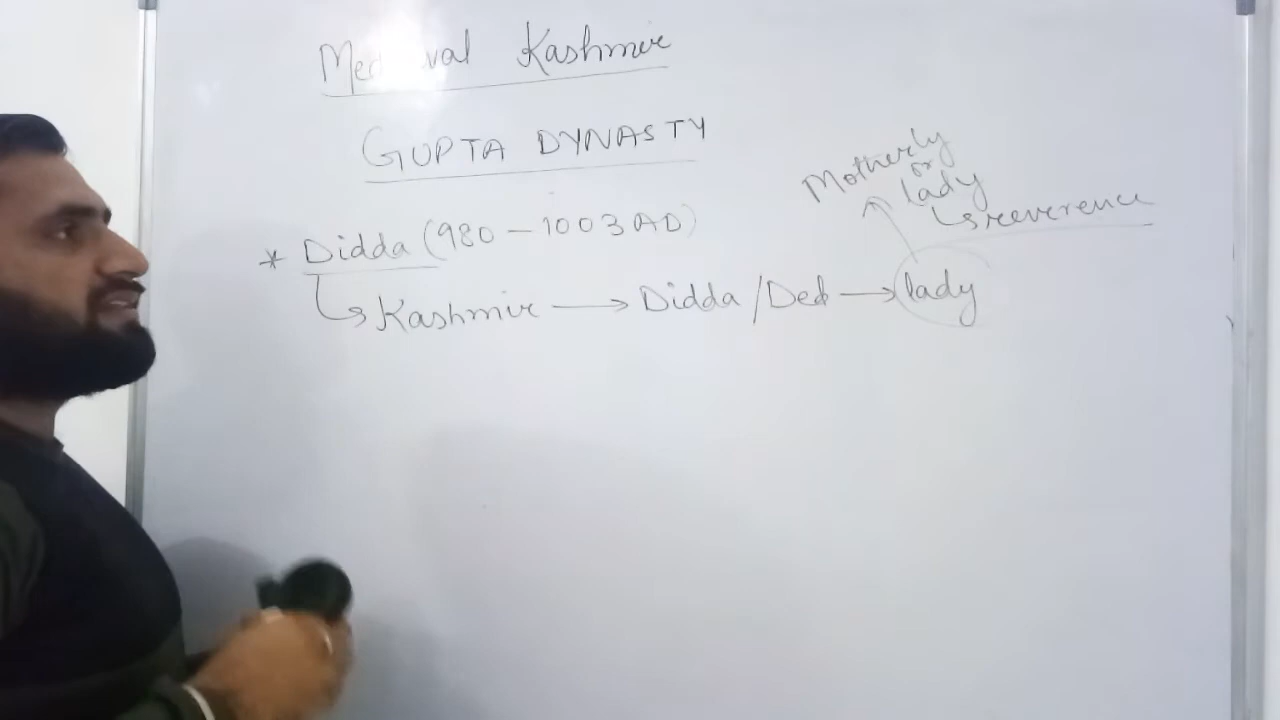 Medieval Kashmir
GUPTA DYNASTY
Motherly
or
lady
↳ reverence
* Didda (980 – 1003 AD)
↳ Kashmir → Didda / Ded → lady